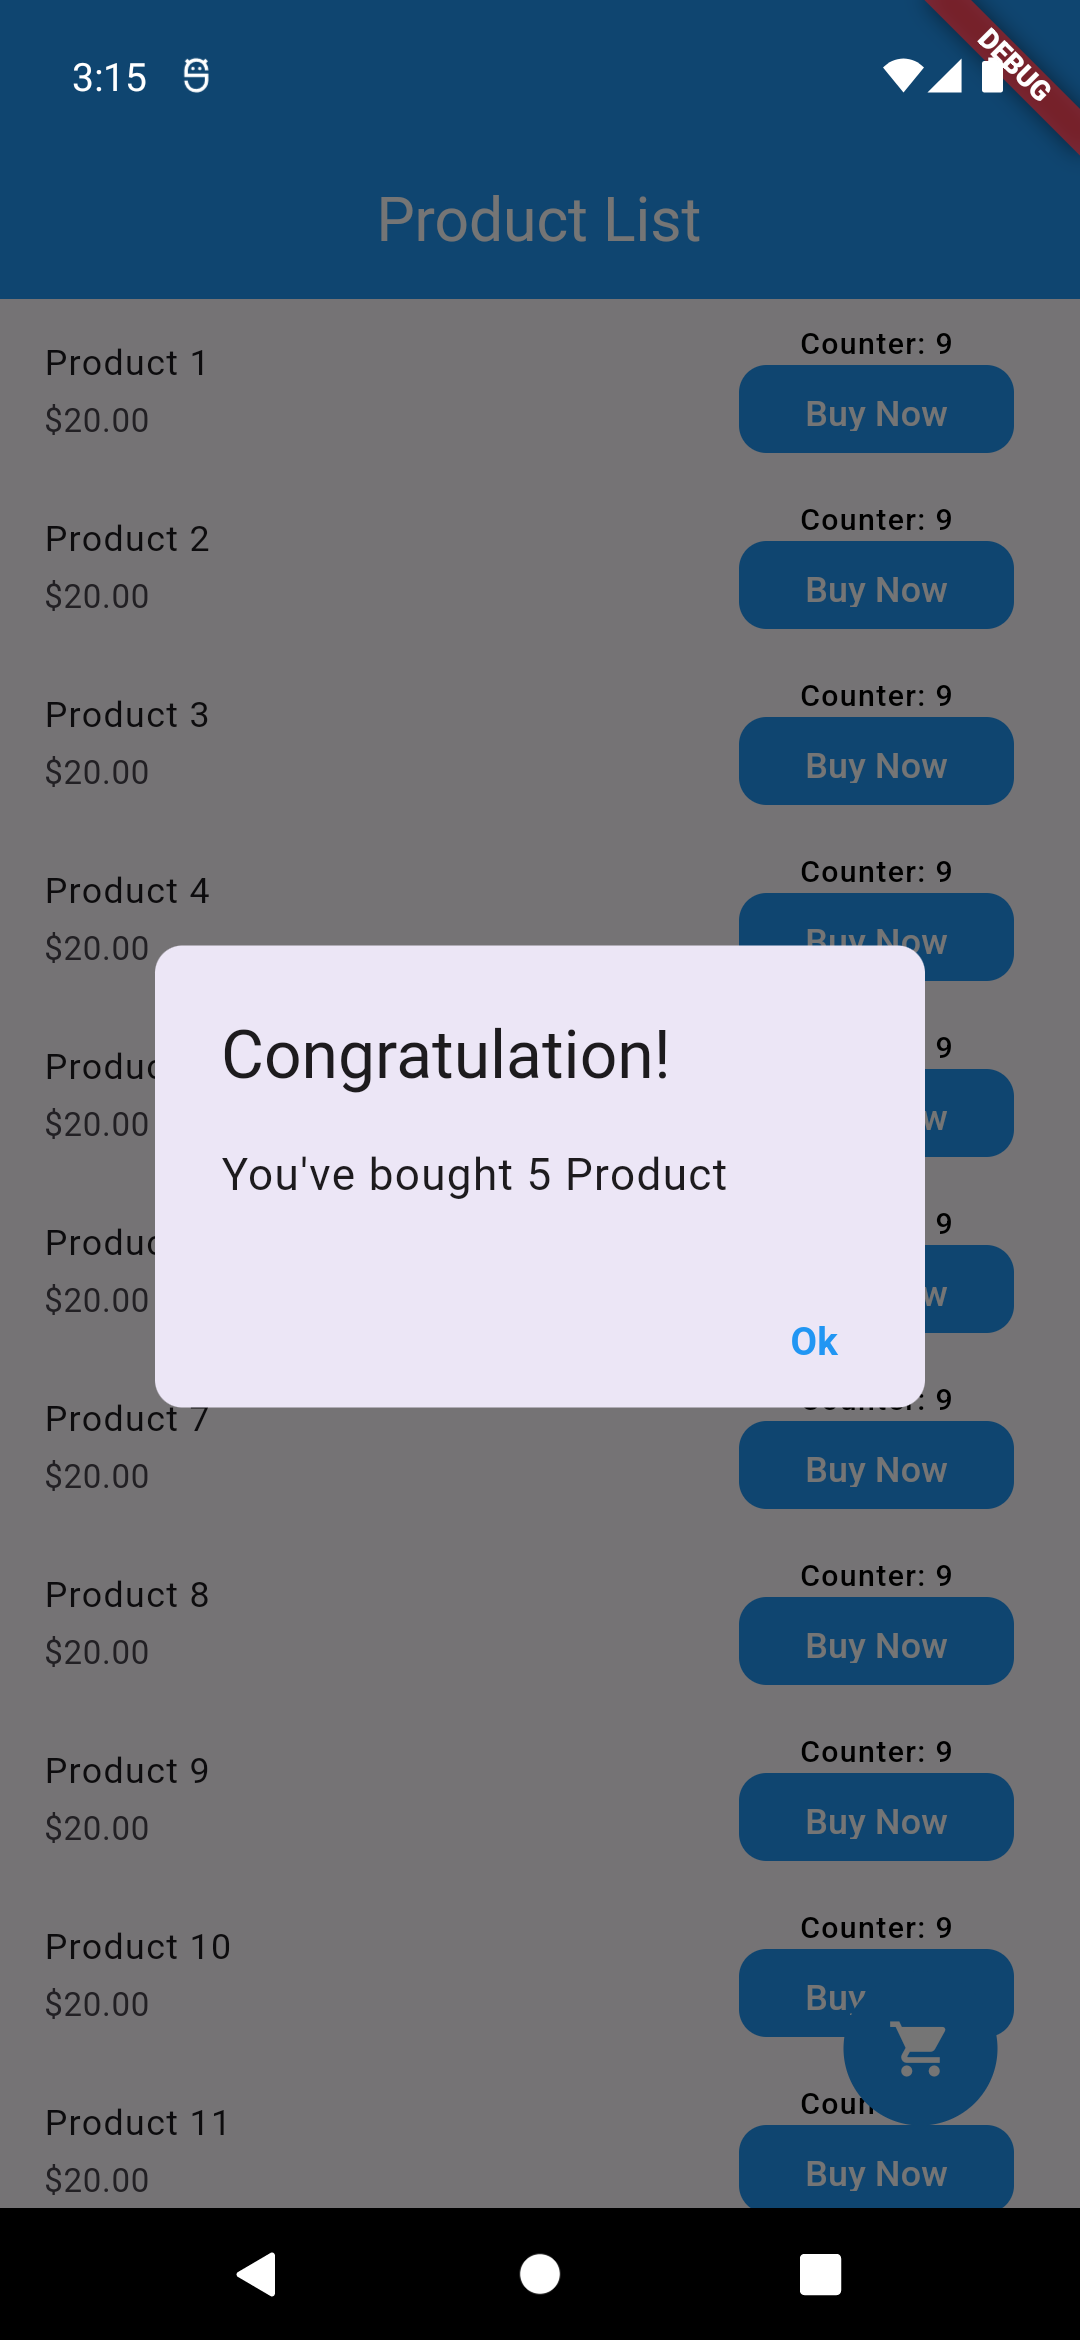 3:15
DEBUG
Product List
Product 1
Counter: 9
$20.00
Buy Now
Product 2
Counter: 9
$20.00
Buy Now
Product 3
Counter: 9
$20.00
Buy Now
Product 4
Counter: 9
$20.00
Buy Now
Congratulation!
You've bought 5 Product
Ok
9
$20.00
9
$20.00
Product 7
9
$20.00
Buy Now
Product 8
Counter: 9
$20.00
Buy Now
Product 9
Counter: 9
$20.00
Buy Now
Product 10
Counter: 9
$20.00
Buy
Product 11
$20.00
Buy Now